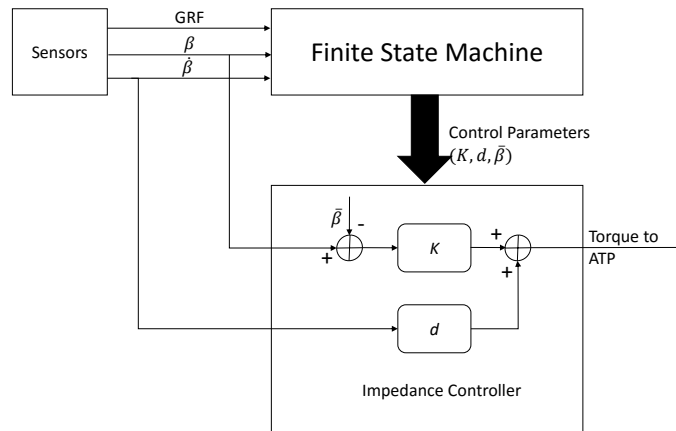 GRF
Sensors
β
β̇
Finite State Machine
Control Parameters
(K, d, β̄)
β̄
-
+
K
+
+
Torque to
ATP
d
Impedance Controller